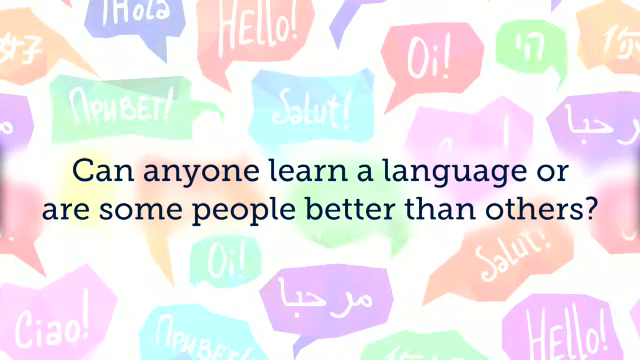 ¡Hola
Hello!
Oi!
היי
Привет!
Salut!
مرحبا
Can anyone learn a language or
are some people better than others?
Oi!
مرحبا
Salut!
Ciao!
Привет!
Hello!